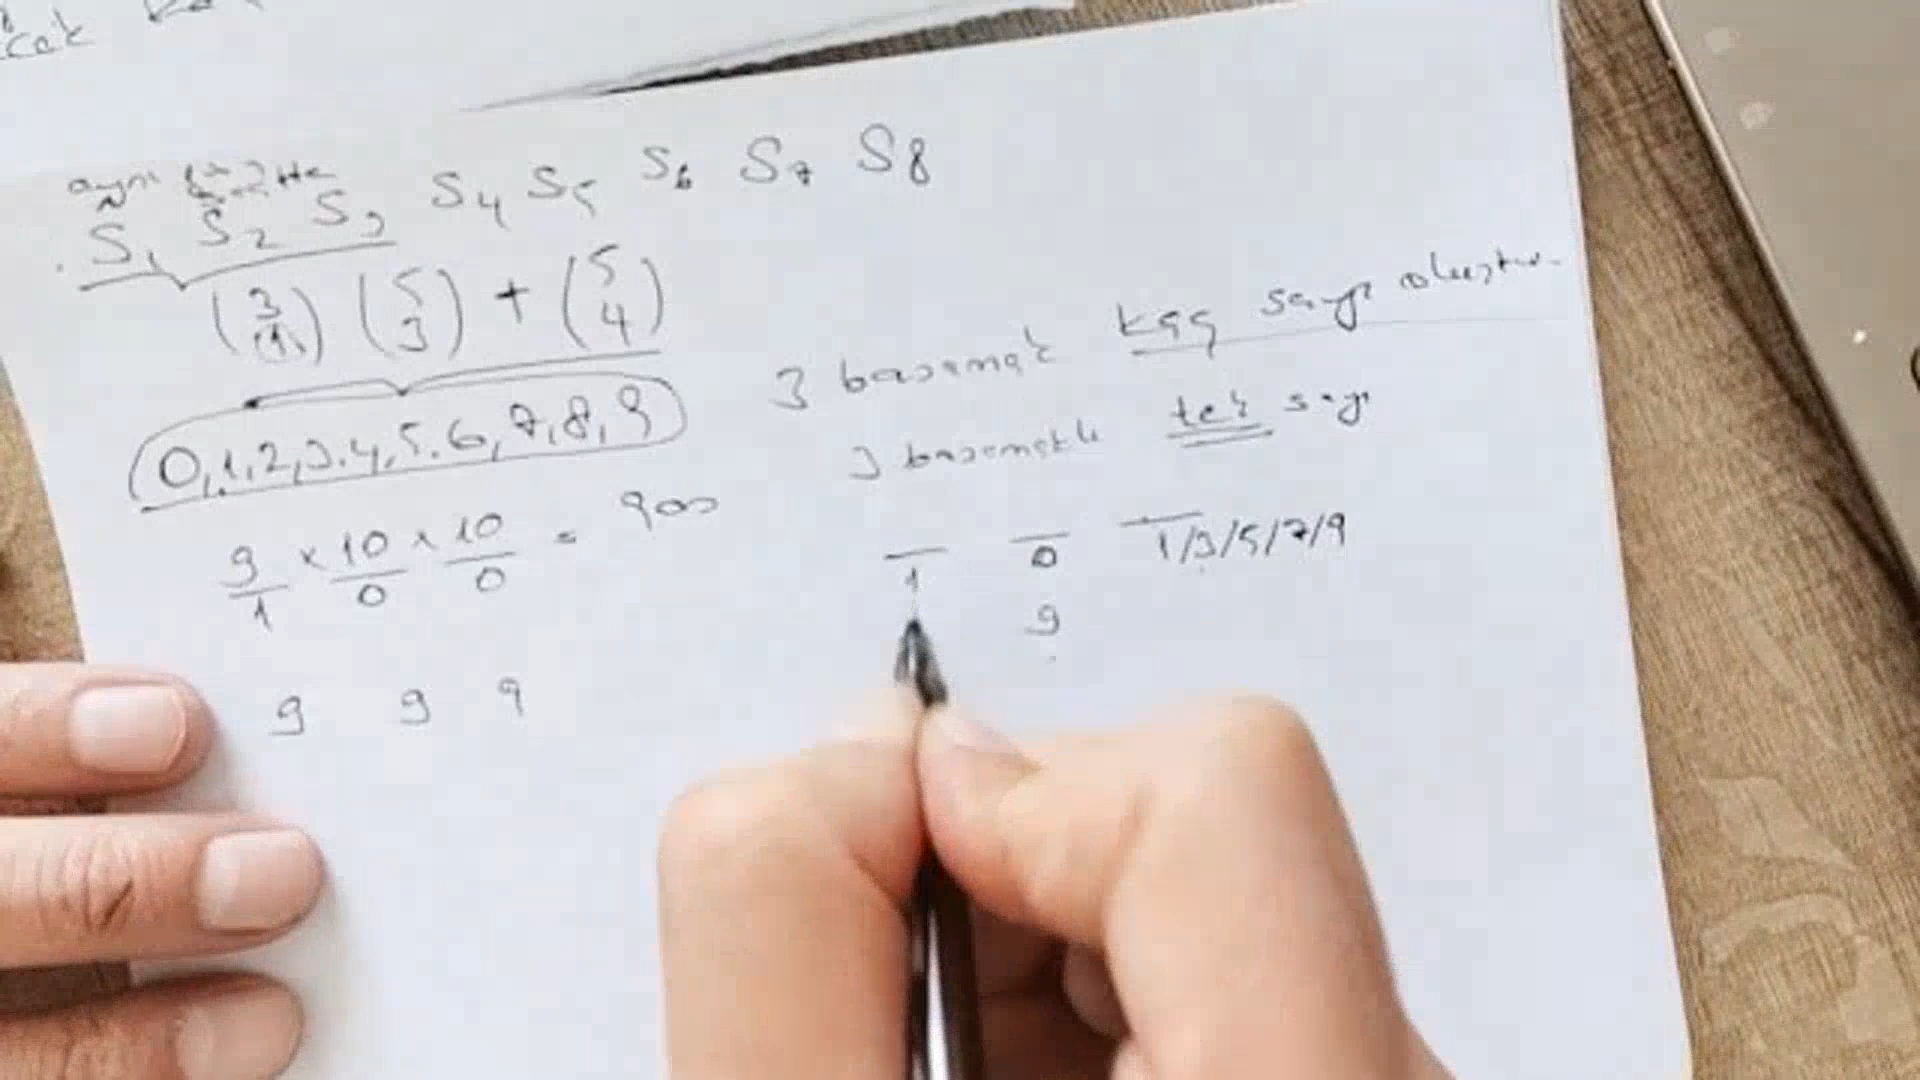 aynı saatte
S1 S2 S3 S4 S5 S6 S7 S8
(3 1) (5 3) + (5 4)
0,1,2,3,4,5,6,7,8,9
9 × 10 × 10 = 900
1 0 0
9 9 9
3 basamak kaç sayı
3 basamaklı tek sayı
1 0 1/3/5/7/9
9